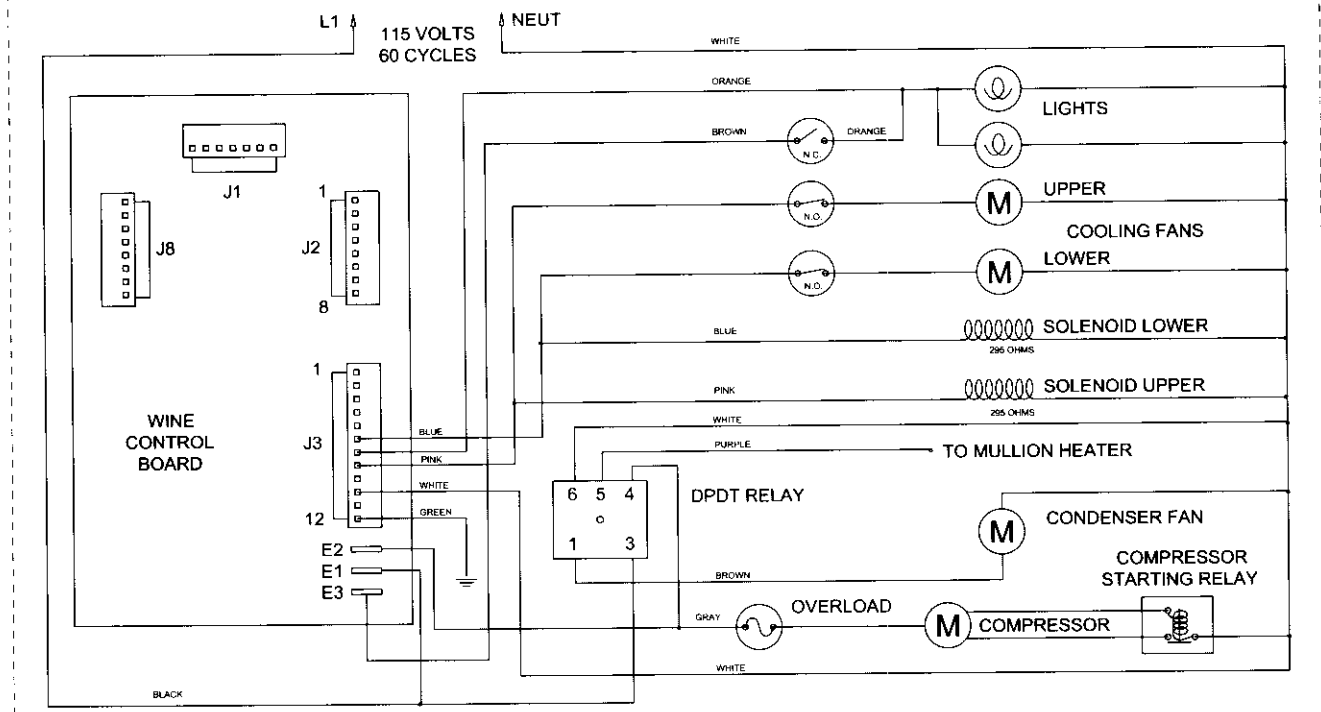 L1
NEUT
115 VOLTS
60 CYCLES
WHITE
ORANGE
LIGHTS
BROWN
ORANGE
N.C.
J1
1
UPPER
M
N.O.
COOLING FANS
J8
J2
LOWER
M
N.O.
8
BLUE
SOLENOID LOWER
295 OHMS
1
PINK
SOLENOID UPPER
295 OHMS
WINE
CONTROL
BOARD
J3
BLUE
WHITE
PURPLE
TO MULLION HEATER
PINK
WHITE
6 5 4
DPDT RELAY
12
GREEN
M
CONDENSER FAN
1 3
E2
E1
E3
BROWN
COMPRESSOR
STARTING RELAY
GRAY
OVERLOAD
M
COMPRESSOR
WHITE
BLACK